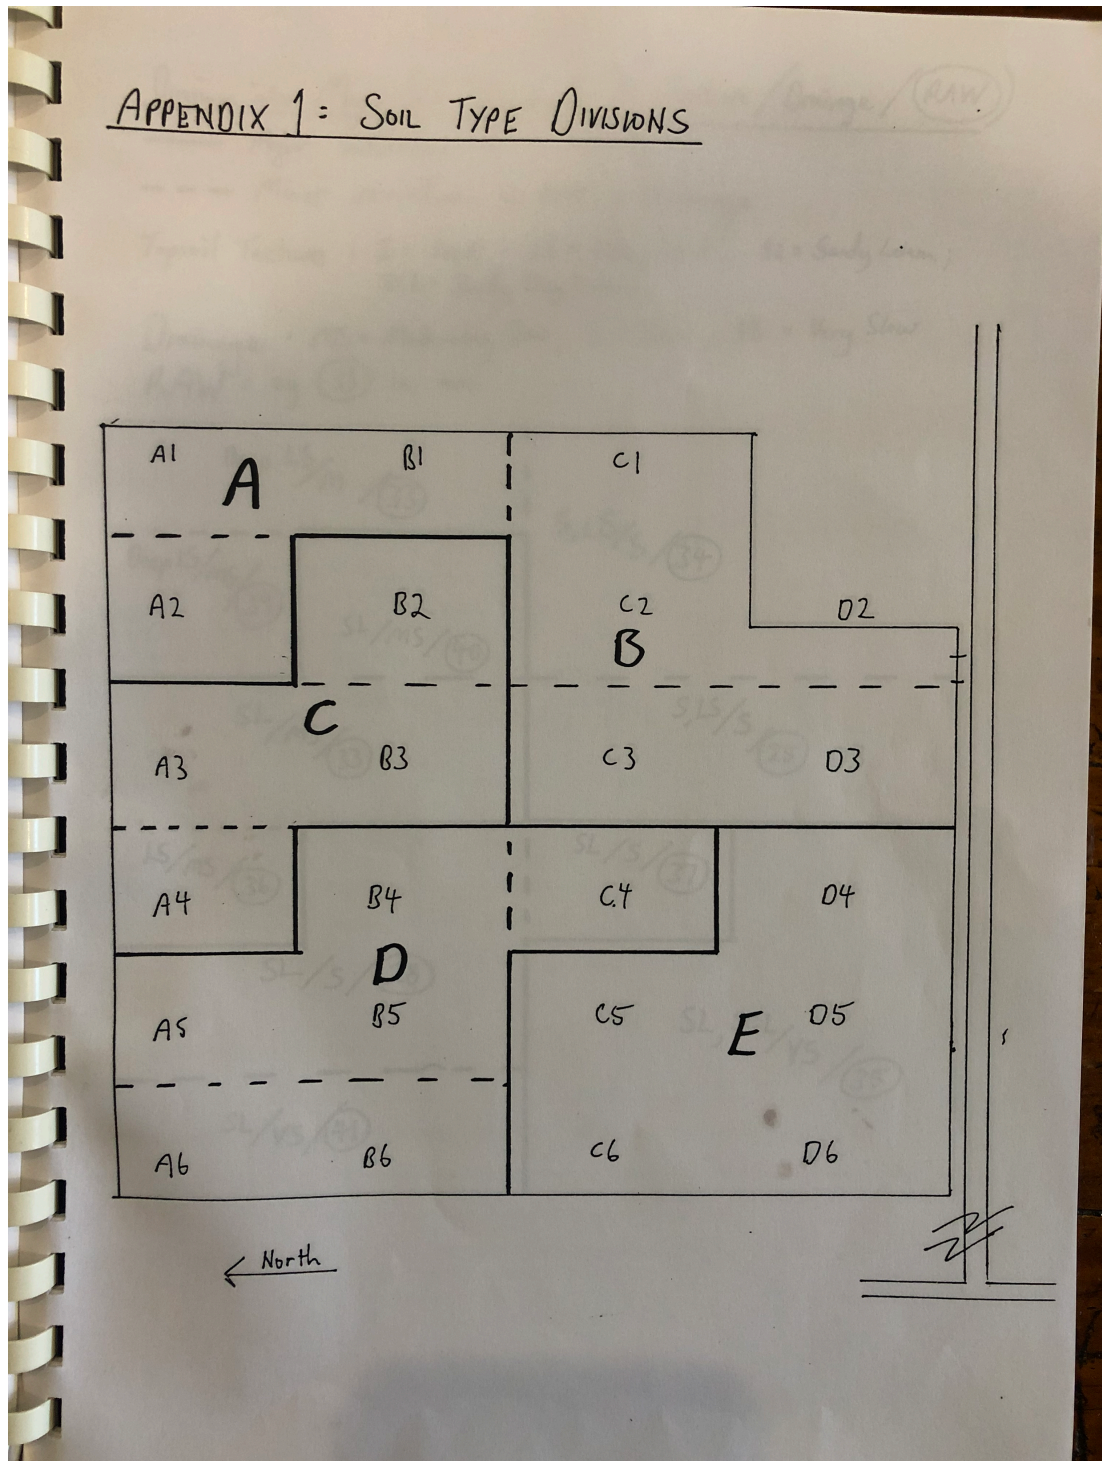 APPENDIX 1: SOIL TYPE DIVISIONS
A1 B1 C1
A
A2 B2 C2 D2
B
C
A3 B3 C3 D3
A4 B4 C4 D4
D
A5 B5 C5 D5
E
A6 B6 C6 D6
North